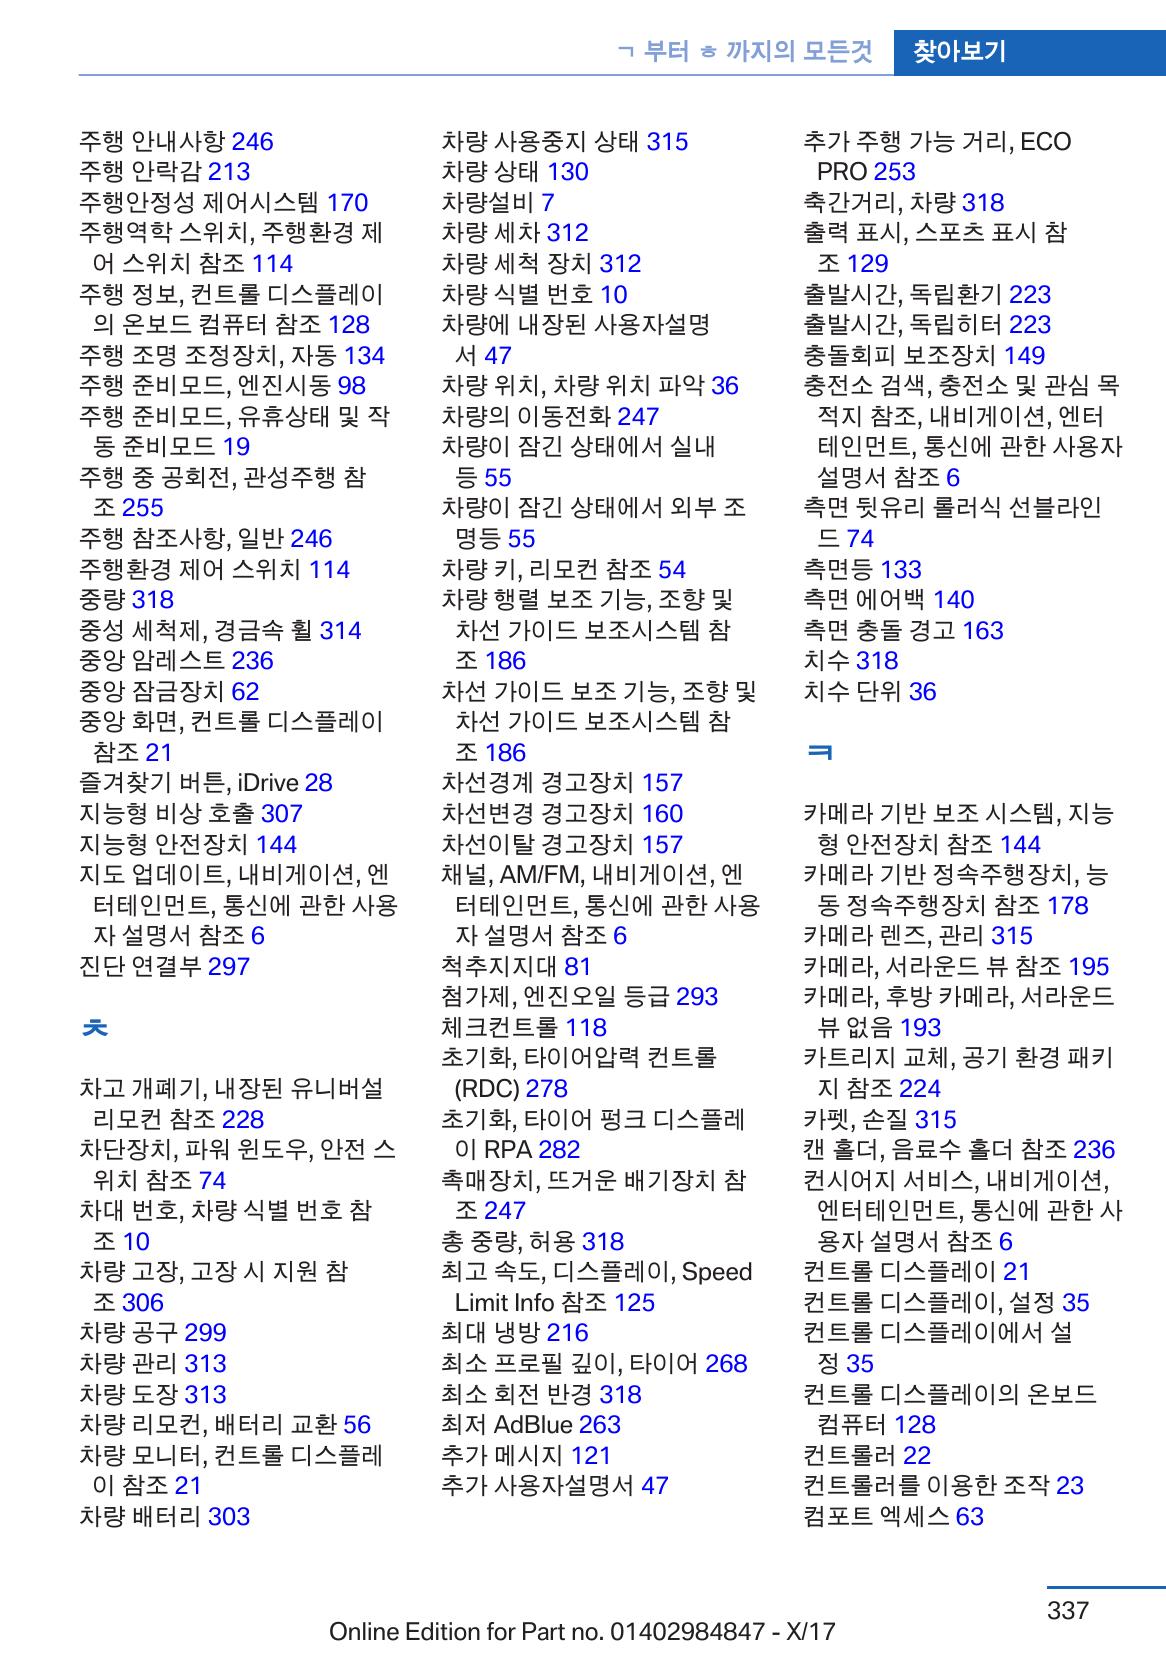 ㄱ 부터 ㅎ 까지의 모든것 찾아보기
주행 안내사항 246
주행 안락감 213
주행안정성 제어시스템 170
주행역학 스위치, 주행환경 제
어 스위치 참조 114
주행 정보, 컨트롤 디스플레이
의 온보드 컴퓨터 참조 128
주행 조명 조정장치, 자동 134
주행 준비모드, 엔진시동 98
주행 준비모드, 유휴상태 및 작
동 준비모드 19
주행 중 공회전, 관성주행 참
조 255
주행 참조사항, 일반 246
주행환경 제어 스위치 114
중량 318
중성 세척제, 경금속 휠 314
중앙 암레스트 236
중앙 잠금장치 62
중앙 화면, 컨트롤 디스플레이
참조 21
즐겨찾기 버튼, iDrive 28
지능형 비상 호출 307
지능형 안전장치 144
지도 업데이트, 내비게이션, 엔
터테인먼트, 통신에 관한 사용
자 설명서 참조 6
진단 연결부 297
ㅊ
차고 개폐기, 내장된 유니버설
리모컨 참조 228
차단장치, 파워 윈도우, 안전 스
위치 참조 74
차대 번호, 차량 식별 번호 참
조 10
차량 고장, 고장 시 지원 참
조 306
차량 공구 299
차량 관리 313
차량 도장 313
차량 리모컨, 배터리 교환 56
차량 모니터, 컨트롤 디스플레
이 참조 21
차량 배터리 303
차량 사용중지 상태 315
차량 상태 130
차량설비 7
차량 세차 312
차량 세척 장치 312
차량 식별 번호 10
차량에 내장된 사용자설명
서 47
차량 위치, 차량 위치 파악 36
차량의 이동전화 247
차량이 잠긴 상태에서 실내
등 55
차량이 잠긴 상태에서 외부 조
명등 55
차량 키, 리모컨 참조 54
차량 행렬 보조 기능, 조향 및
차선 가이드 보조시스템 참
조 186
차선 가이드 보조 기능, 조향 및
차선 가이드 보조시스템 참
조 186
차선경계 경고장치 157
차선변경 경고장치 160
차선이탈 경고장치 157
채널, AM/FM, 내비게이션, 엔
터테인먼트, 통신에 관한 사용
자 설명서 참조 6
척추지지대 81
첨가제, 엔진오일 등급 293
체크컨트롤 118
초기화, 타이어압력 컨트롤
(RDC) 278
초기화, 타이어 펑크 디스플레
이 RPA 282
촉매장치, 뜨거운 배기장치 참
조 247
총 중량, 허용 318
최고 속도, 디스플레이, Speed
Limit Info 참조 125
최대 냉방 216
최소 프로필 깊이, 타이어 268
최소 회전 반경 318
최저 AdBlue 263
추가 메시지 121
추가 사용자설명서 47
추가 주행 가능 거리, ECO
PRO 253
축간거리, 차량 318
출력 표시, 스포츠 표시 참
조 129
출발시간, 독립환기 223
출발시간, 독립히터 223
충돌회피 보조장치 149
충전소 검색, 충전소 및 관심 목
적지 참조, 내비게이션, 엔터
테인먼트, 통신에 관한 사용자
설명서 참조 6
측면 뒷유리 롤러식 선블라인
드 74
측면등 133
측면 에어백 140
측면 충돌 경고 163
치수 318
치수 단위 36
ㅋ
카메라 기반 보조 시스템, 지능
형 안전장치 참조 144
카메라 기반 정속주행장치, 능
동 정속주행장치 참조 178
카메라 렌즈, 관리 315
카메라, 서라운드 뷰 참조 195
카메라, 후방 카메라, 서라운드
뷰 없음 193
카트리지 교체, 공기 환경 패키
지 참조 224
카펫, 손질 315
캔 홀더, 음료수 홀더 참조 236
컨시어지 서비스, 내비게이션,
엔터테인먼트, 통신에 관한 사
용자 설명서 참조 6
컨트롤 디스플레이 21
컨트롤 디스플레이, 설정 35
컨트롤 디스플레이에서 설
정 35
컨트롤 디스플레이의 온보드
컴퓨터 128
컨트롤러 22
컨트롤러를 이용한 조작 23
컴포트 엑세스 63
337
Online Edition for Part no. 01402984847 - X/17